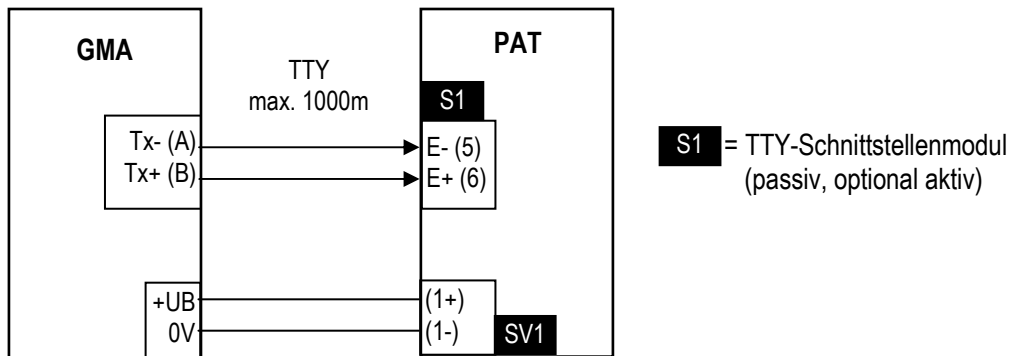 GMA
PAT
TTY
max. 1000m
S1
Tx- (A)
Tx+ (B)
E- (5)
E+ (6)
S1 = TTY-Schnittstellenmodul
(passiv, optional aktiv)
+UB
0V
(1+)
(1-)
SV1